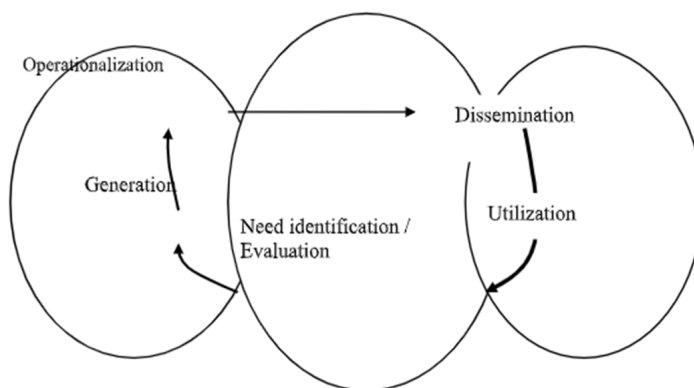 Operationalization
Dissemination
Generation
Utilization
Need identification /
Evaluation